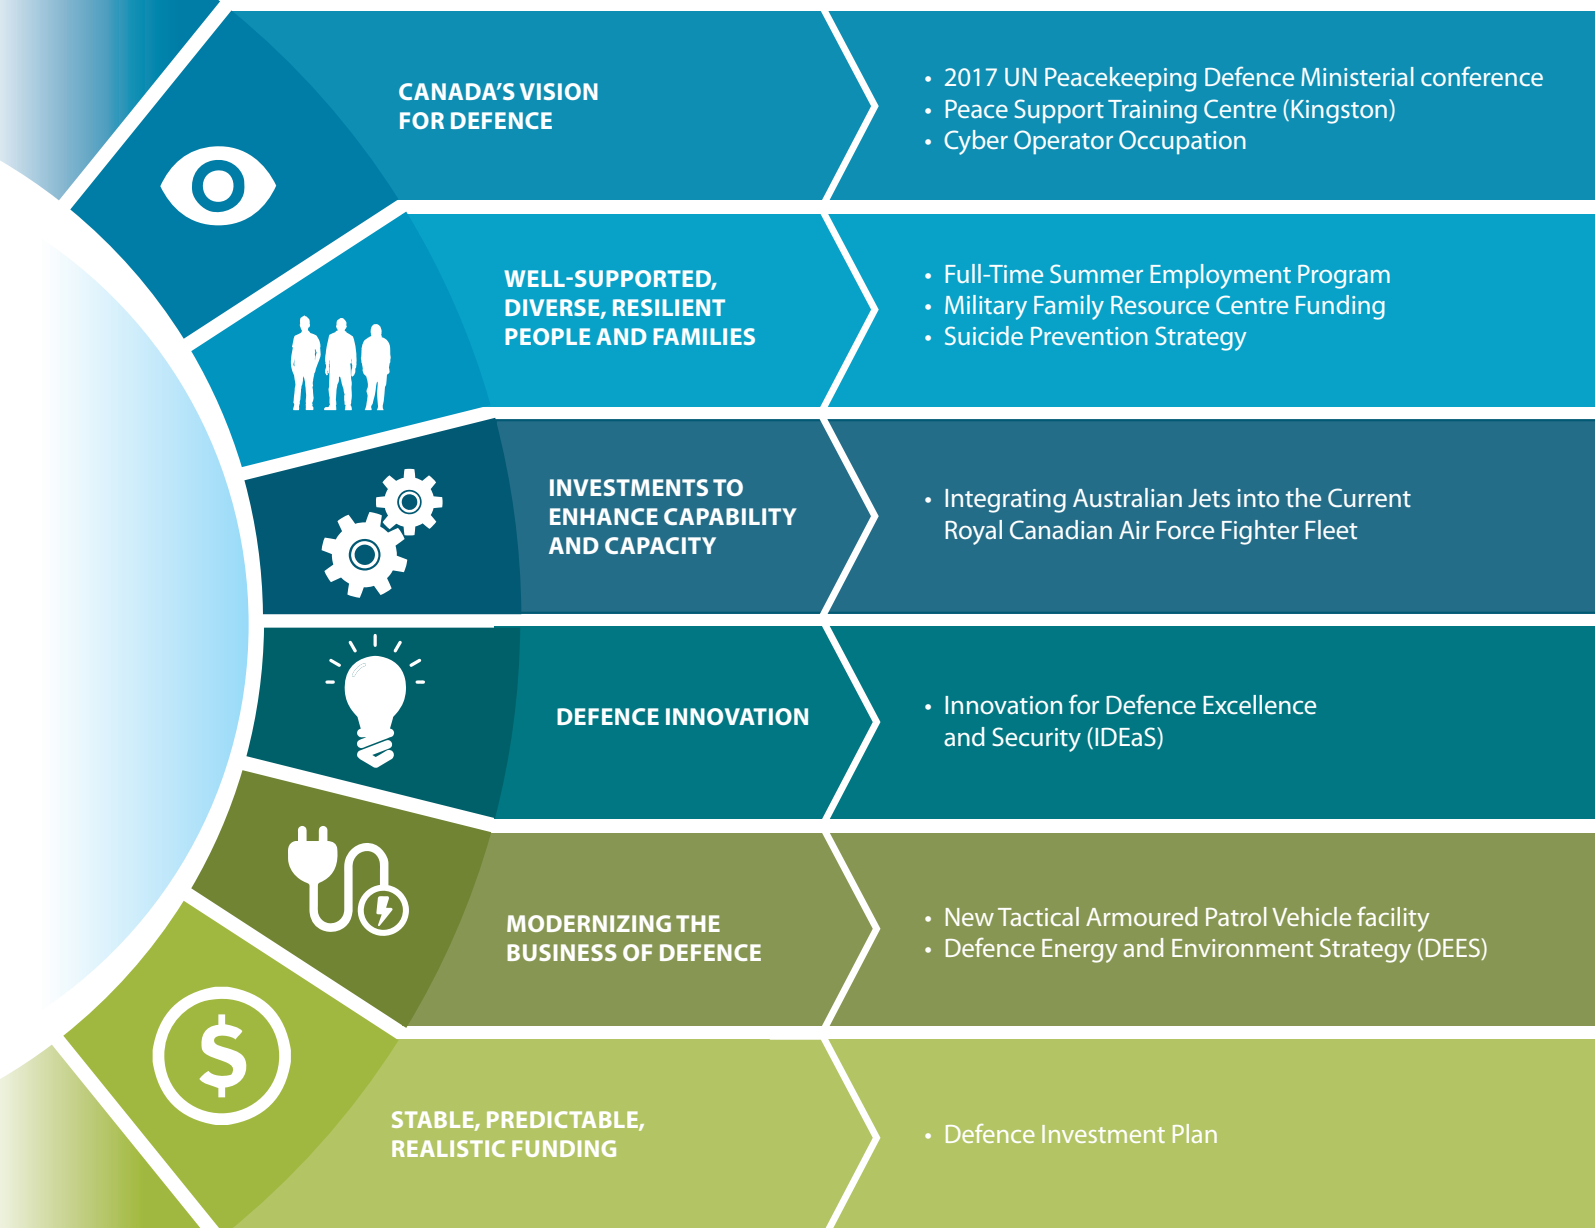 CANADA'S VISION
FOR DEFENCE
• 2017 UN Peacekeeping Defence Ministerial conference
• Peace Support Training Centre (Kingston)
• Cyber Operator Occupation
WELL-SUPPORTED,
DIVERSE, RESILIENT
PEOPLE AND FAMILIES
• Full-Time Summer Employment Program
• Military Family Resource Centre Funding
• Suicide Prevention Strategy
INVESTMENTS TO
ENHANCE CAPABILITY
AND CAPACITY
• Integrating Australian Jets into the Current
Royal Canadian Air Force Fighter Fleet
DEFENCE INNOVATION
• Innovation for Defence Excellence
and Security (IDEaS)
MODERNIZING THE
BUSINESS OF DEFENCE
• New Tactical Armoured Patrol Vehicle facility
• Defence Energy and Environment Strategy (DEES)
$
STABLE, PREDICTABLE,
REALISTIC FUNDING
• Defence Investment Plan